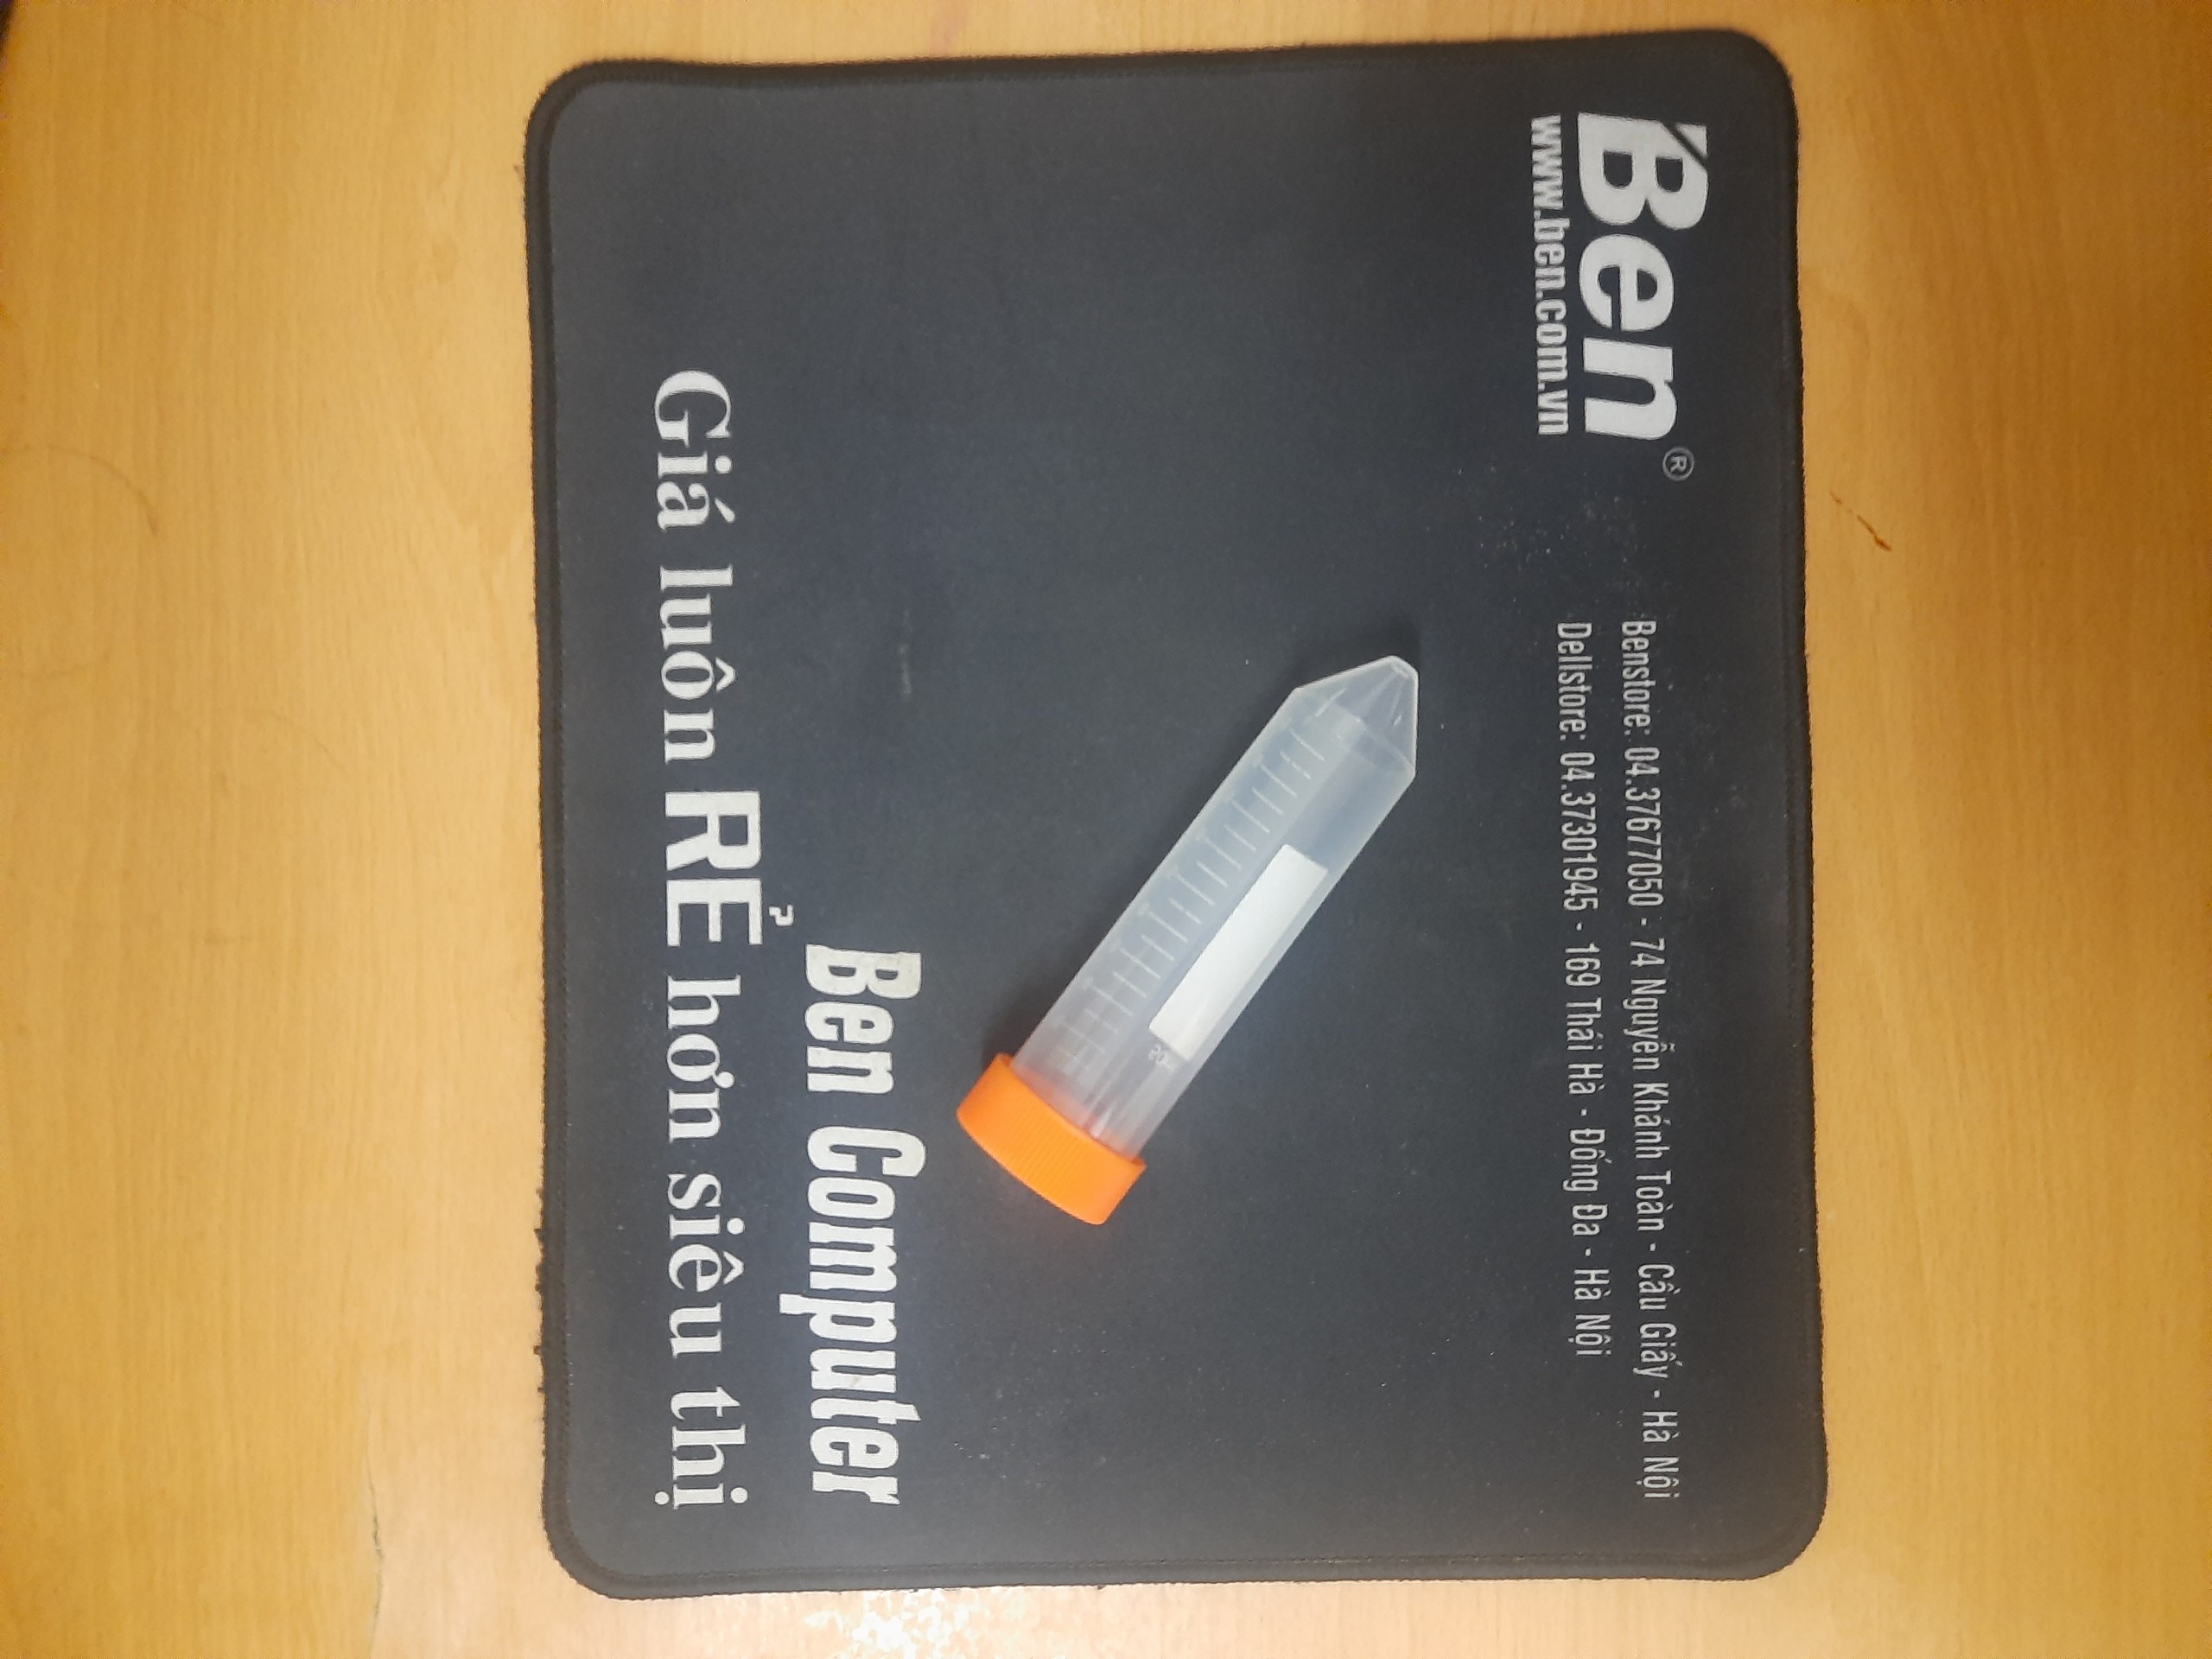 Ben®
www.ben.com.vn
Benstore: 04.37677050 - 74 Nguyễn Khánh Toàn - Cầu Giấy - Hà Nội
Dellstore: 04.37301945 - 169 Thái Hà - Đống Đa - Hà Nội
Ben Computer
Giá luôn RẺ hơn siêu thị